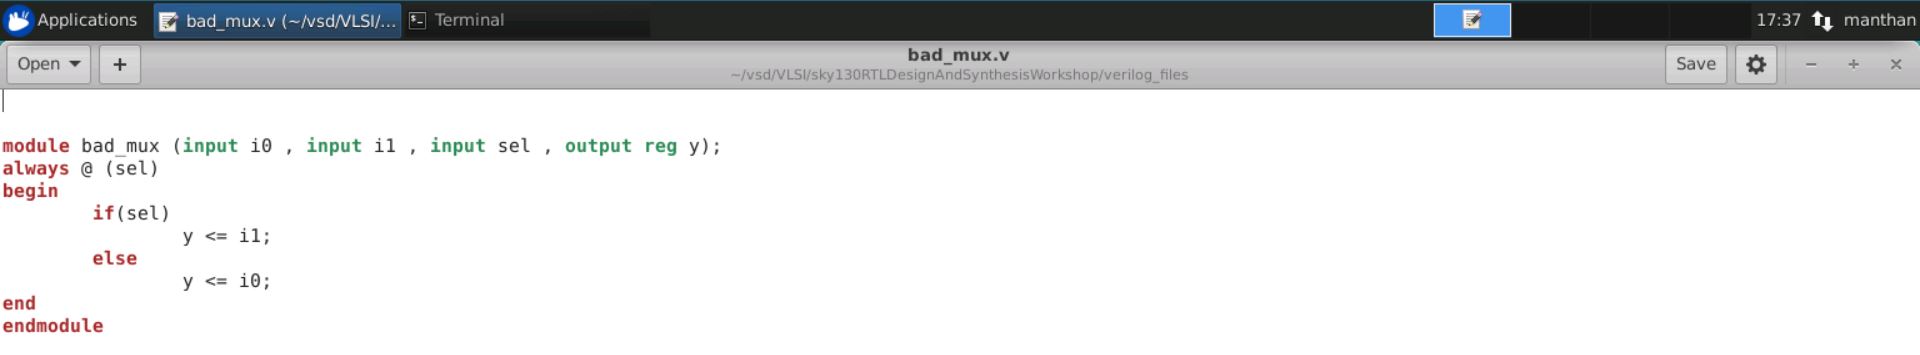 Applications bad_mux.v (~/vsd/VLSI/... Terminal 17:37 manthan
Open bad_mux.v Save
~/vsd/VLSI/sky130RTLDesignAndSynthesisWorkshop/verilog_files
module bad_mux (input i0 , input i1 , input sel , output reg y);
always @ (sel)
begin
if(sel)
y <= i1;
else
y <= i0;
end
endmodule